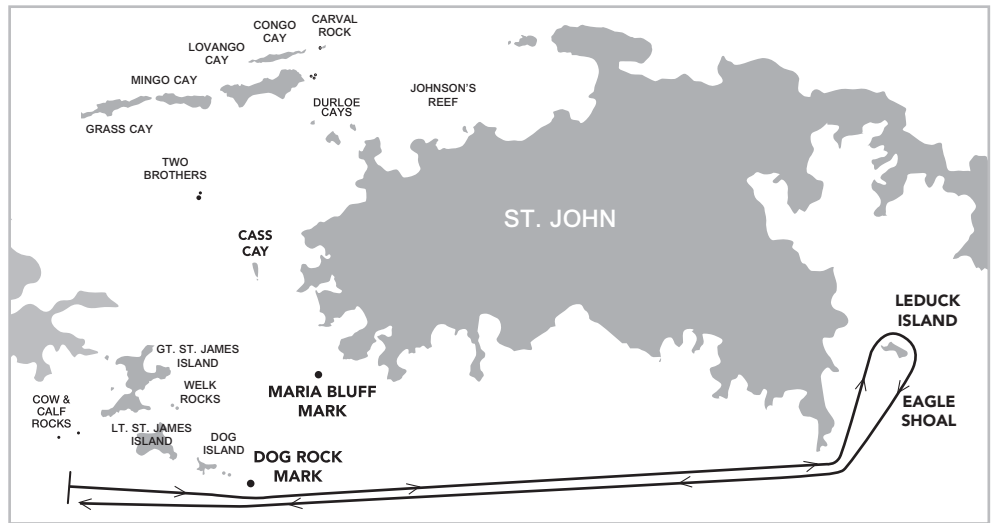 CONGO
CAY
CARVAL
ROCK
LOVANGO
CAY
MINGO CAY
GRASS CAY
DURLOE
CAYS
JOHNSON'S
REEF
TWO
BROTHERS
ST. JOHN
CASS
CAY
LEDUCK
ISLAND
GT. ST. JAMES
ISLAND
WELK
ROCKS
MARIA BLUFF
MARK
EAGLE
SHOAL
COW &
CALF
ROCKS
LT. ST. JAMES
ISLAND
DOG
ISLAND
DOG ROCK
MARK